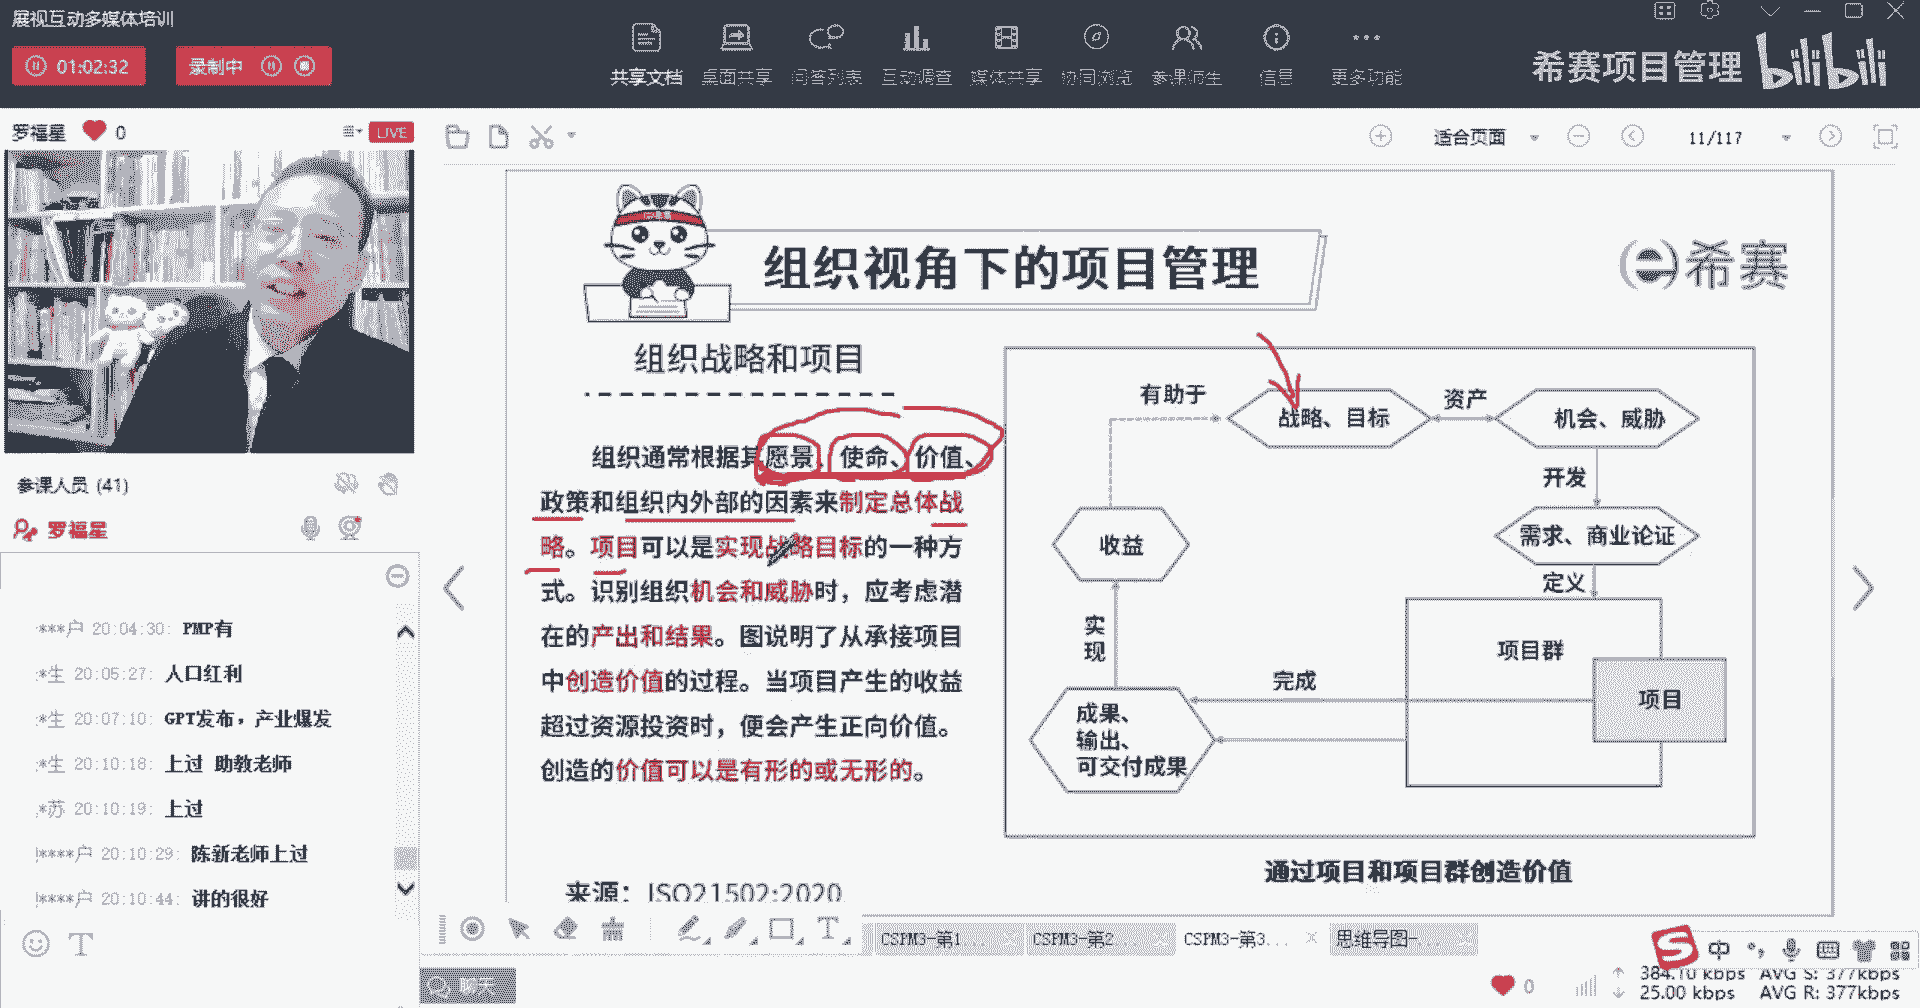 展视互动多媒体培训
01:02:32
录制中
共享文档 桌面共享 问答列表 互动调查 媒体共享 协同浏览 参课师生 信息 更多功能
希赛项目管理 bilibili
罗福星 0
LIVE
适合页面
11/117
参课人员 (41)
罗福星
***户 20:04:30: PMP有
*生 20:05:27: 人口红利
*生 20:07:10: GPT发布，产业爆发
*生 20:10:18: 上过 助教老师
*苏 20:10:19: 上过
****户 20:10:29: 陈新老师上过
****户 20:10:44: 讲的很好
聊天
组织视角下的项目管理
希赛
组织战略和项目
组织通常根据其愿景、使命、价值、
政策和组织内外部的因素来制定总体战
略。项目可以是实现战略目标的一种方
式。识别组织机会和威胁时，应考虑潜
在的产出和结果。图说明了从承接项目
中创造价值的过程。当项目产生的收益
超过资源投资时，便会产生正向价值。
创造的价值可以是有形的或无形的。
来源：ISO21502:2020
有助于
战略、目标
资产
机会、威胁
开发
需求、商业论证
定义
收益
实现
项目群
项目
完成
成果、
输出、
可交付成果
通过项目和项目群创造价值
CSPM3-第1
CSPM3-第2
CSPM3-第3...
思维导图-...
中
0
384.10 kbps AVG S: 377kbps
25.00 kbps AVG R: 377kbps